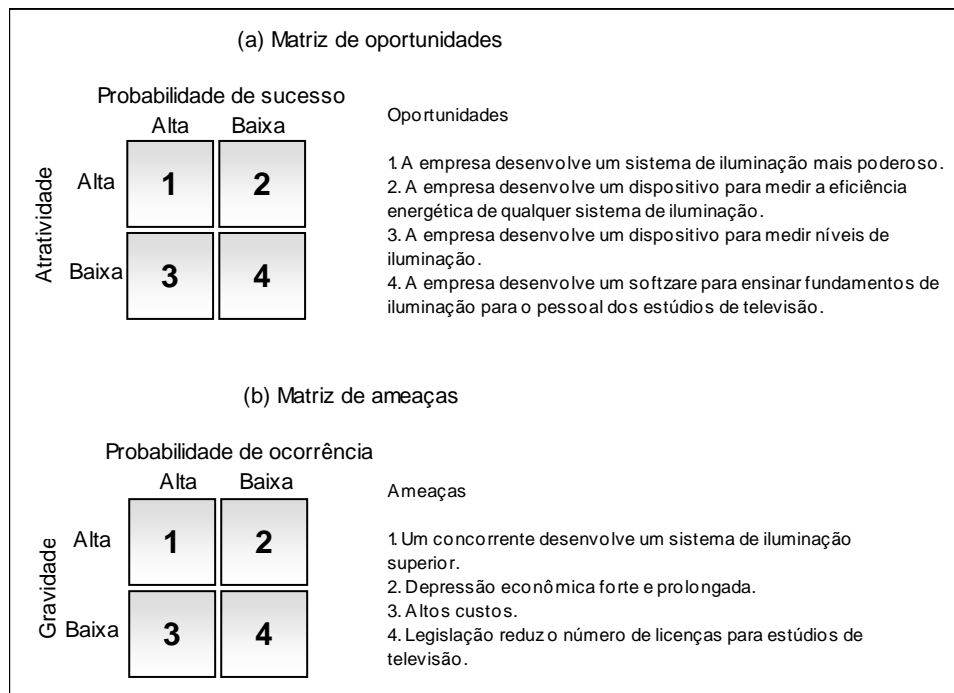 (a) Matriz de oportunidades
Probabilidade de sucesso
Alta Baixa
Atratividade
Alta 1 2
Baixa 3 4
Oportunidades
1. A empresa desenvolve um sistema de iluminação mais poderoso.
2. A empresa desenvolve um dispositivo para medir a eficiência
energética de qualquer sistema de iluminação.
3. A empresa desenvolve um dispositivo para medir níveis de
iluminação.
4. A empresa desenvolve um softzare para ensinar fundamentos de
iluminação para o pessoal dos estúdios de televisão.
(b) Matriz de ameaças
Probabilidade de ocorrência
Alta Baixa
Gravidade
Alta 1 2
Baixa 3 4
Ameaças
1. Um concorrente desenvolve um sistema de iluminação
superior.
2. Depressão econômica forte e prolongada.
3. Altos custos.
4. Legislação reduz o número de licenças para estúdios de
televisão.